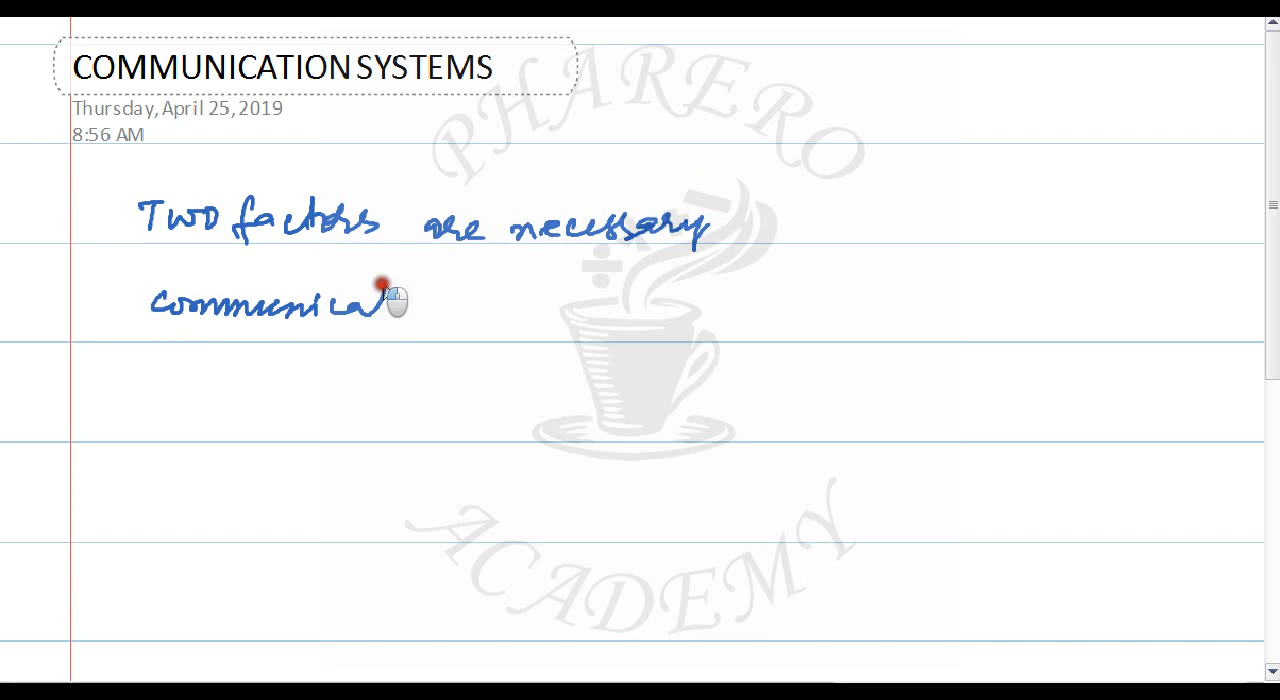 COMMUNICATION SYSTEMS
Thursday, April 25, 2019
8:56 AM
PHARERO
Two factors are necessary
communica
ACADEMY